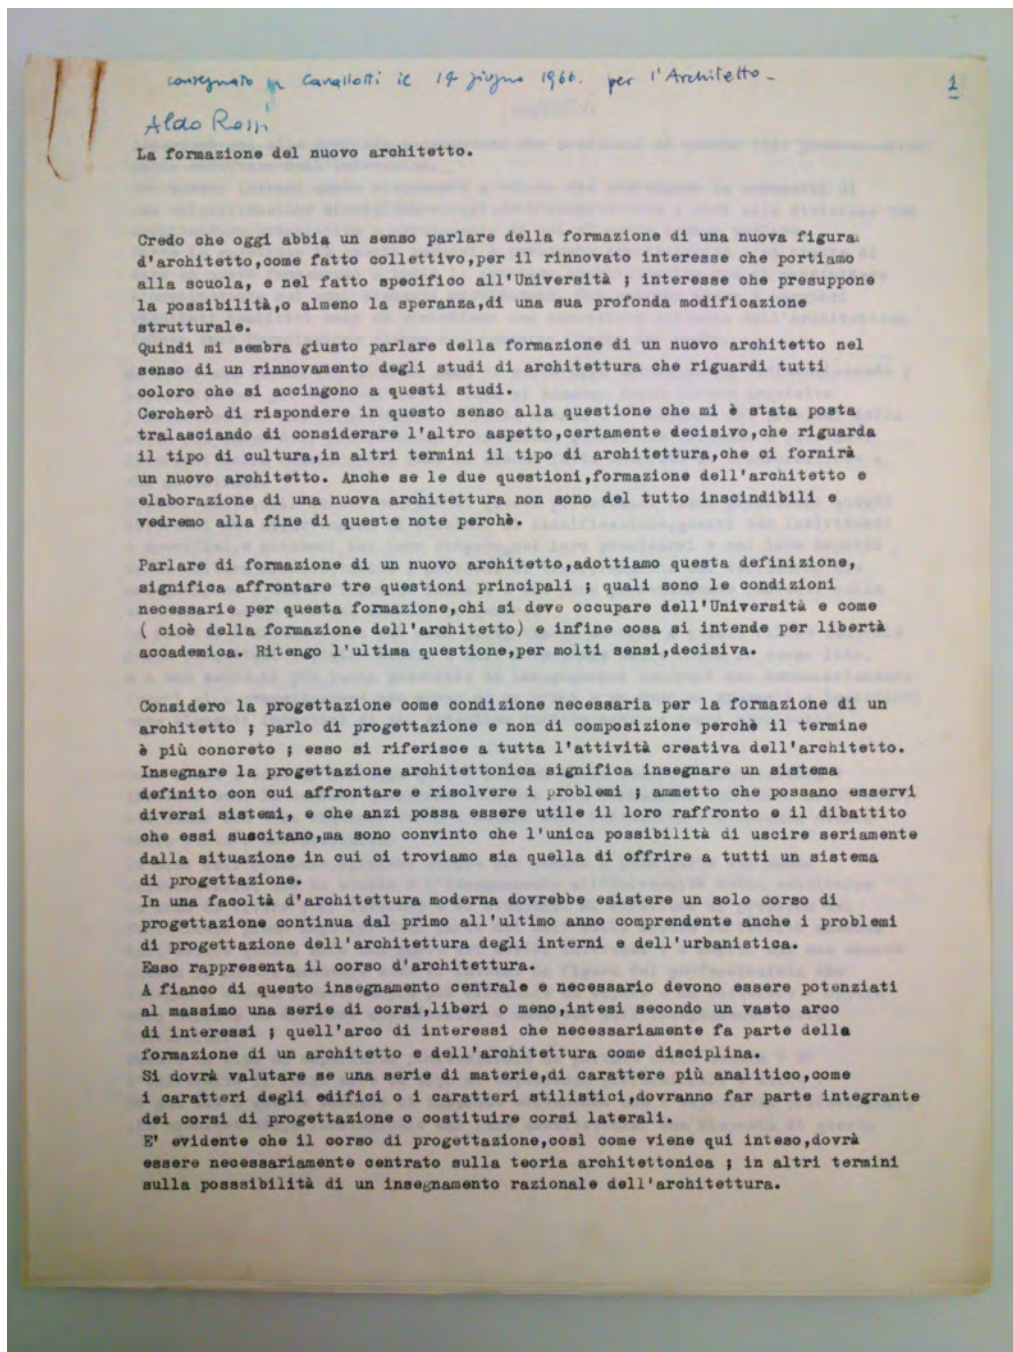 consegnato a Cavallotti il 14 giugno 1966. per l'Architetto -
1
Aldo Rossi
La formazione del nuovo architetto.
Credo che oggi abbia un senso parlare della formazione di una nuova figura
d'architetto,come fatto collettivo,per il rinnovato interesse che portiamo
alla scuola, e nel fatto specifico all'Università ; interesse che presuppone
la possibilità,o almeno la speranza,di una sua profonda modificazione
strutturale.
Quindi mi sembra giusto parlare della formazione di un nuovo architetto nel
senso di un rinnovamento degli studi di architettura che riguardi tutti
coloro che si accingono a questi studi.
Cercherò di rispondere in questo senso alla questione che mi è stata posta
tralasciando di considerare l'altro aspetto,certamente decisivo,che riguarda
il tipo di cultura,in altri termini il tipo di architettura,che ci fornirà
un nuovo architetto. Anche se le due questioni,formazione dell'architetto e
elaborazione di una nuova architettura non sono del tutto inscindibili e
vedremo alla fine di queste note perchè.
Parlare di formazione di un nuovo architetto,adottiamo questa definizione,
significa affrontare tre questioni principali ; quali sono le condizioni
necessarie per questa formazione,chi si deve occupare dell'Università e come
( cioè della formazione dell'architetto) e infine cosa si intende per libertà
accademica. Ritengo l'ultima questione,per molti sensi,decisiva.
Considero la progettazione come condizione necessaria per la formazione di un
architetto ; parlo di progettazione e non di composizione perchè il termine
è più concreto ; esso si riferisce a tutta l'attività creativa dell'architetto.
Insegnare la progettazione architettonica significa insegnare un sistema
definito con cui affrontare e risolvere i problemi ; ammetto che possano esservi
diversi sistemi, e che anzi possa essere utile il loro raffronto e il dibattito
che essi suscitano,ma sono convinto che l'unica possibilità di uscire seriamente
dalla situazione in cui ci troviamo sia quella di offrire a tutti un sistema
di progettazione.
In una facoltà d'architettura moderna dovrebbe esistere un solo corso di
progettazione continua dal primo all'ultimo anno comprendente anche i problemi
di progettazione dell'architettura degli interni e dell'urbanistica.
Esso rappresenta il corso d'architettura.
A fianco di questo insegnamento centrale e necessario devono essere potenziati
al massimo una serie di corsi,liberi o meno,intesi secondo un vasto arco
di interessi ; quell'arco di interessi che necessariamente fa parte della
formazione di un architetto e dell'architettura come disciplina.
Si dovrà valutare se una serie di materie,di carattere più analitico,come
i caratteri degli edifici o i caratteri stilistici,dovranno far parte integrante
dei corsi di progettazione o costituire corsi laterali.
E' evidente che il corso di progettazione,così come viene qui inteso,dovrà
essere necessariamente centrato sulla teoria architettonica ; in altri termini
sulla posssibilità di un insegnamento razionale dell'architettura.